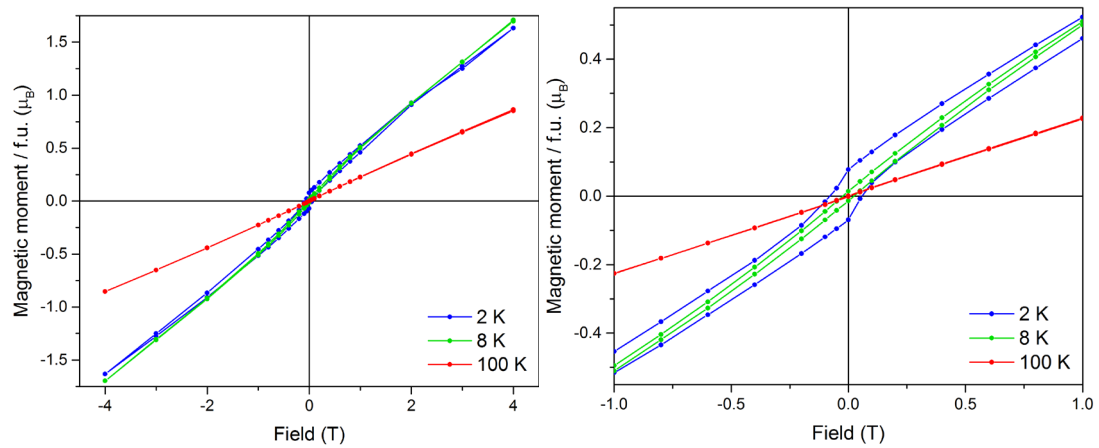 Magnetic moment / f.u. (μB)
1.5
1.0
0.5
0.0
-0.5
-1.0
-1.5
-4
-2
0
2
4
Field (T)
2 K
8 K
100 K
Magnetic moment / f.u. (μB)
0.4
0.2
0.0
-0.2
-0.4
-1.0
-0.5
0.0
0.5
1.0
Field (T)
2 K
8 K
100 K